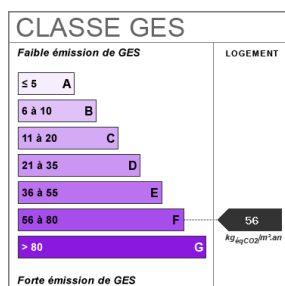 CLASSE GES
Faible émission de GES
LOGEMENT
≤ 5 A
6 à 10 B
11 à 20 C
21 à 35 D
36 à 55 E
56 à 80 F
56
kgéqCO2/m².an
> 80 G
Forte émission de GES